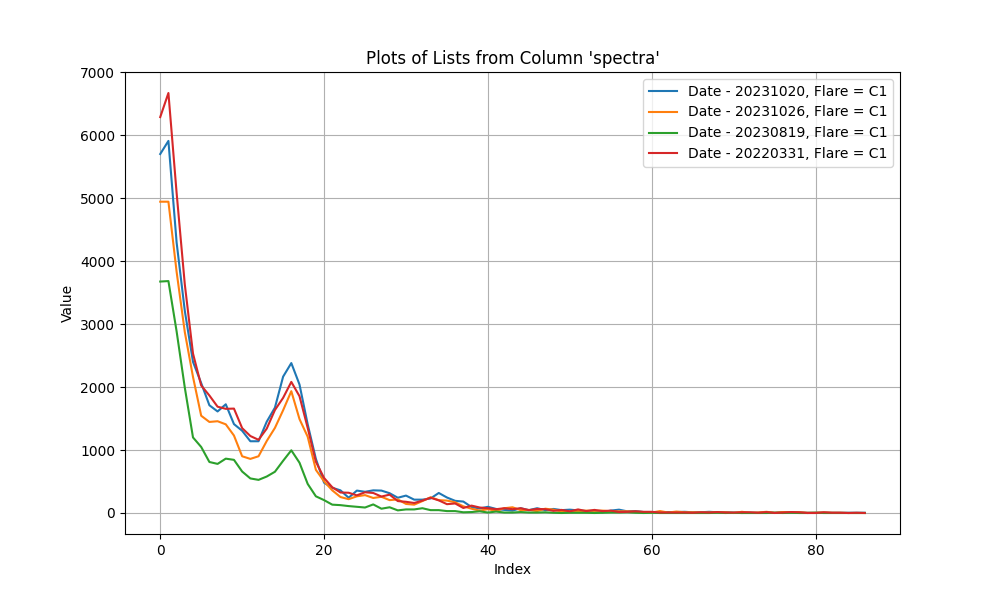 Plots of Lists from Column 'spectra'
Date - 20231020, Flare = C1
Date - 20231026, Flare = C1
Date - 20230819, Flare = C1
Date - 20220331, Flare = C1
Value
7000
6000
5000
4000
3000
2000
1000
0
0 20 40 60 80
Index